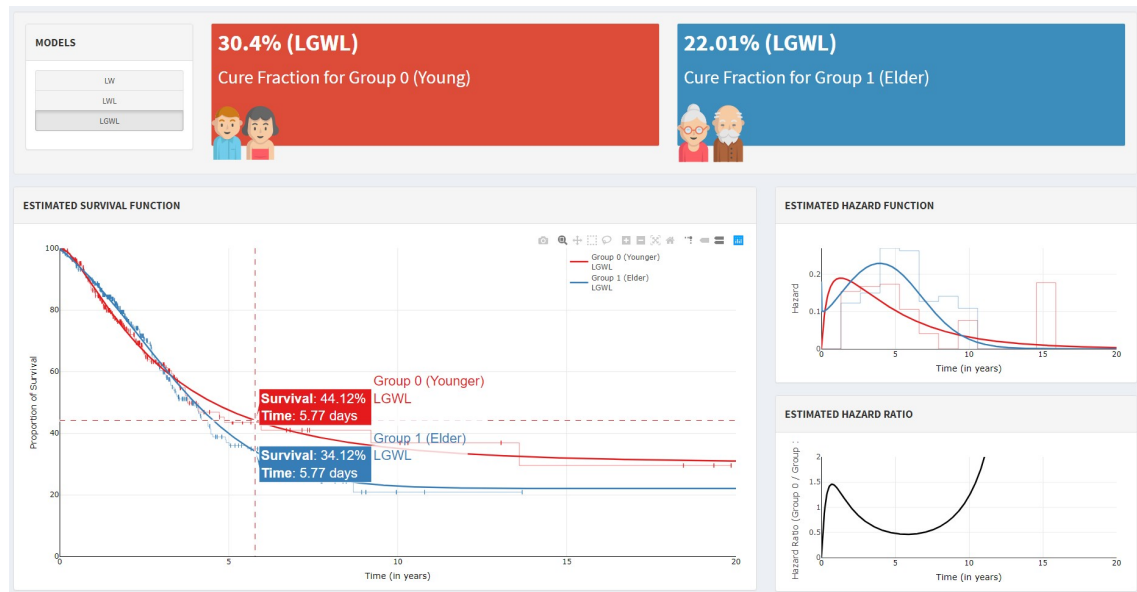 MODELS
LW
LWL
LGWL
30.4% (LGWL)
Cure Fraction for Group 0 (Young)
22.01% (LGWL)
Cure Fraction for Group 1 (Elder)
ESTIMATED SURVIVAL FUNCTION
Group 0 (Younger)
LGWL
Group 1 (Elder)
LGWL
100
80
60
40
20
0
Proportion of Survival
Group 0 (Younger)
LGWL
Survival: 44.12%
Time: 5.77 days
Group 1 (Elder)
LGWL
Survival: 34.12%
Time: 5.77 days
0 5 10 15 20
Time (in years)
ESTIMATED HAZARD FUNCTION
0.2
0.1
0
Hazard
0 5 10 15 20
Time (in years)
ESTIMATED HAZARD RATIO
2
1.5
1
0.5
0
Hazard Ratio (Group 0 / Group
0 5 10 15 20
Time (in years)